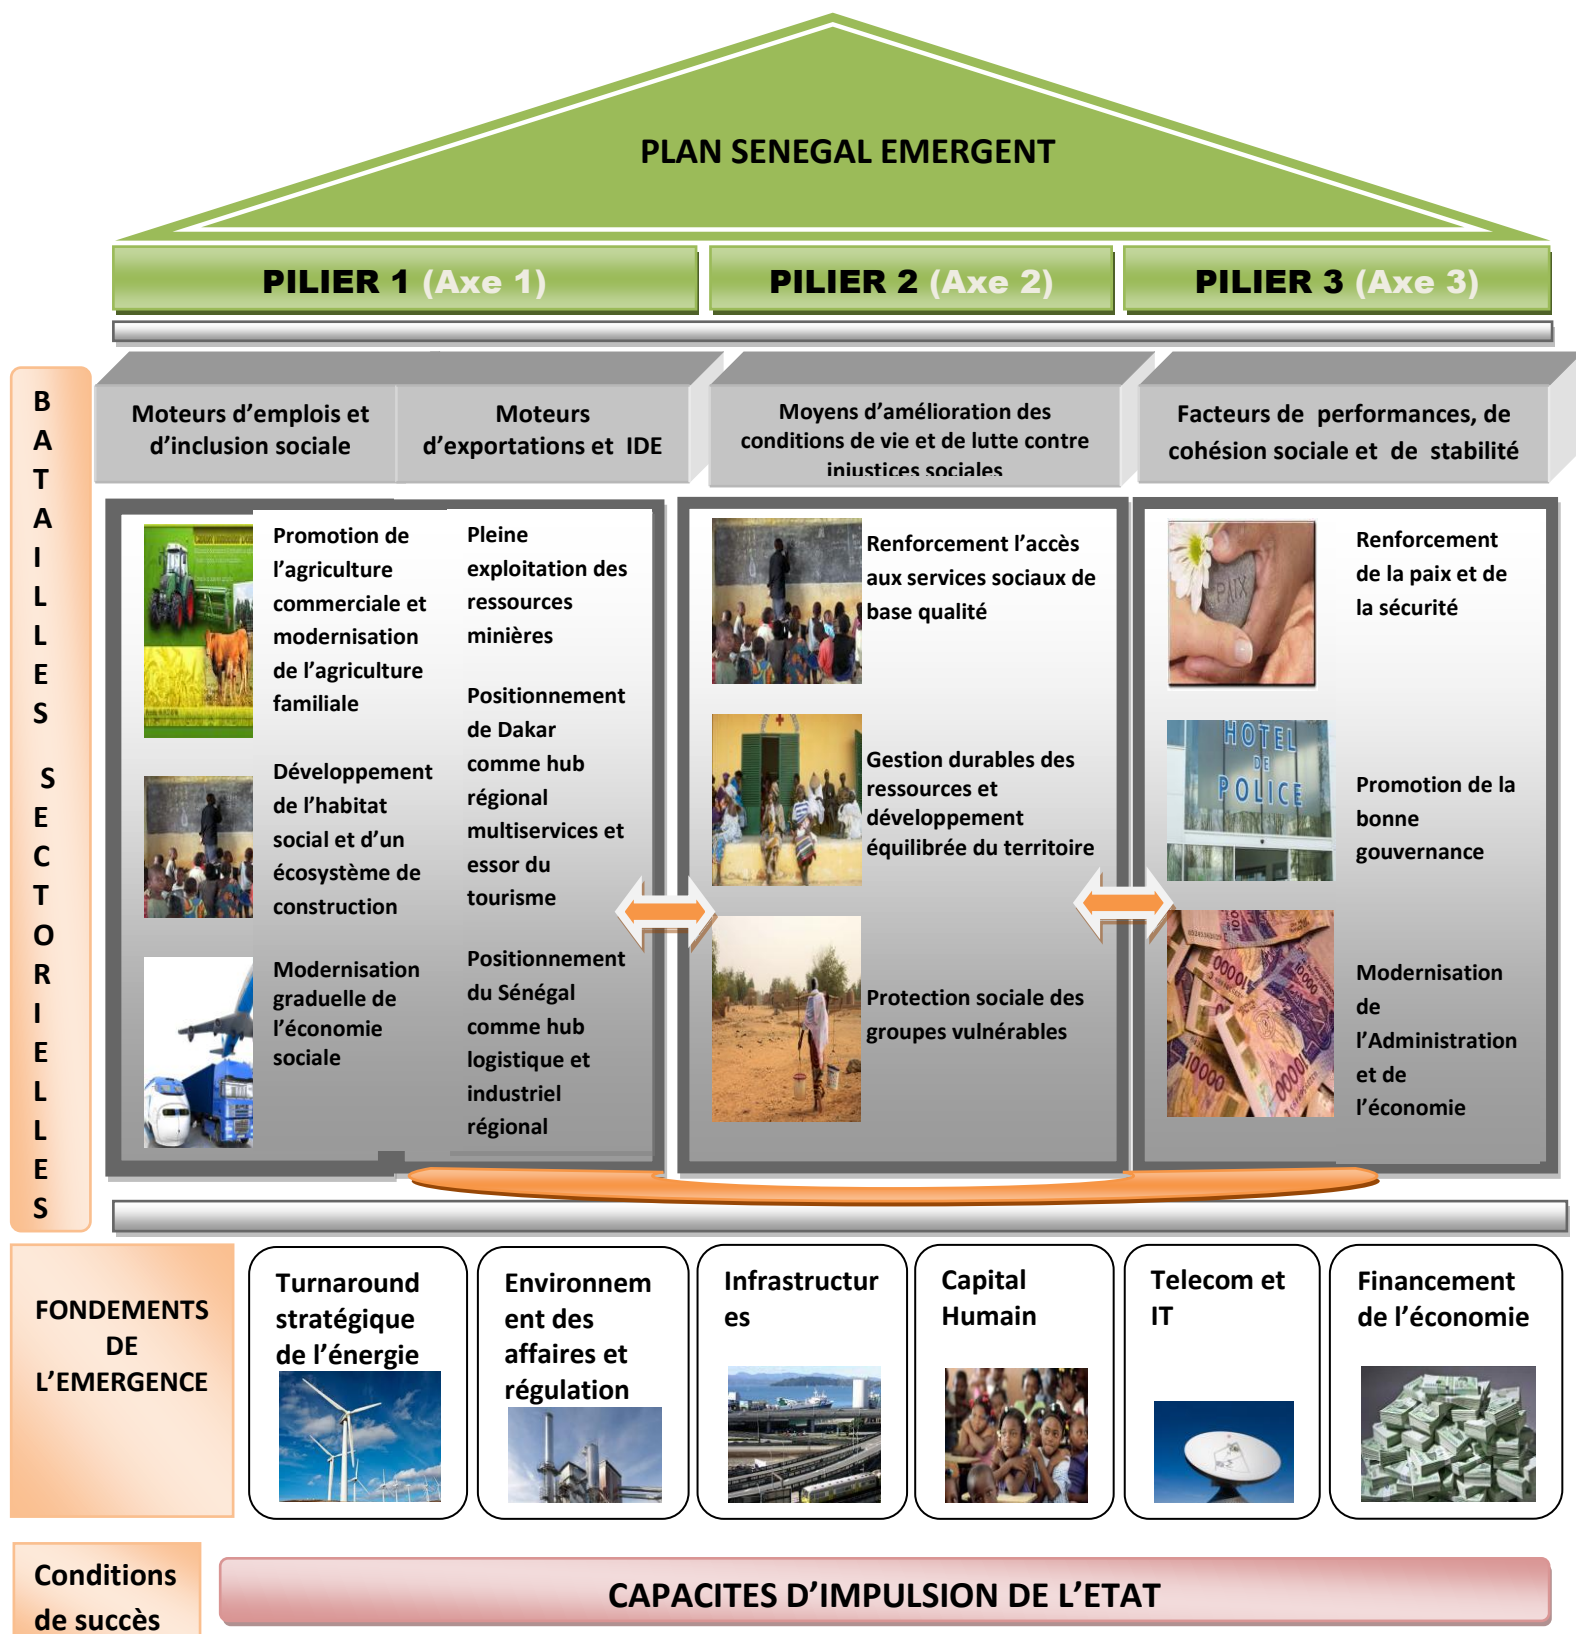 PLAN SENEGAL EMERGENT
PILIER 1 (Axe 1)
PILIER 2 (Axe 2)
PILIER 3 (Axe 3)
BATAILLES SECTORIELLES
Moteurs d’emplois et
d’inclusion sociale
Moteurs
d’exportations et IDE
Moyens d’amélioration des
conditions de vie et de lutte contre
injustices sociales
Facteurs de performances, de
cohésion sociale et de stabilité
Promotion de
l’agriculture
commerciale et
modernisation
de l’agriculture
familiale
Développement
de l’habitat
social et d’un
écosystème de
construction
Modernisation
graduelle de
l’économie
sociale
Pleine
exploitation des
ressources
minières
Positionnement
de Dakar
comme hub
régional
multiservices et
essor du
tourisme
Positionnement
du Sénégal
comme hub
logistique et
industriel
régional
Renforcement l’accès
aux services sociaux de
base qualité
Gestion durables des
ressources et
développement
équilibrée du territoire
Protection sociale des
groupes vulnérables
PAIX
Renforcement
de la paix et de
la sécurité
HOTEL
DE
POLICE
Promotion de la
bonne
gouvernance
10000
Modernisation
de
l’Administration
et de
l’économie
FONDEMENTS
DE
L’EMERGENCE
Turnaround
stratégique
de l’énergie
Environnem
ent des
affaires et
régulation
Infrastructur
es
Capital
Humain
Telecom et
IT
Financement
de l’économie
Conditions
de succès
CAPACITES D’IMPULSION DE L’ETAT